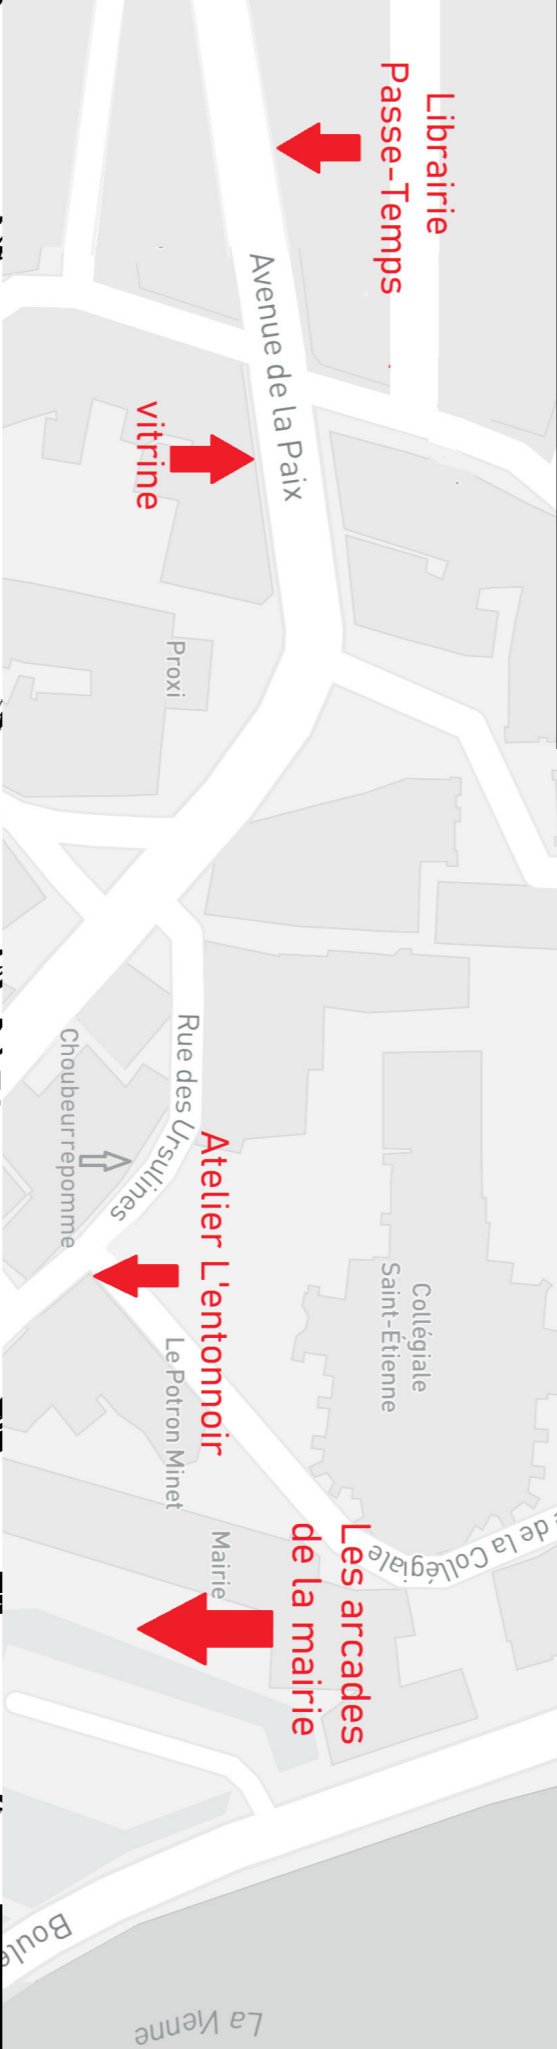 Librairie
Passe-Temps
Avenue de la Paix
vitrine
Proxi
Rue des Ursulines
Choubeurrepomme
Atelier L'entonnoir
Collégiale
Saint-Étienne
Le Potron Minet
Mairie
de la Collégiale
Les arcades
de la mairie
Boule
La Vienne